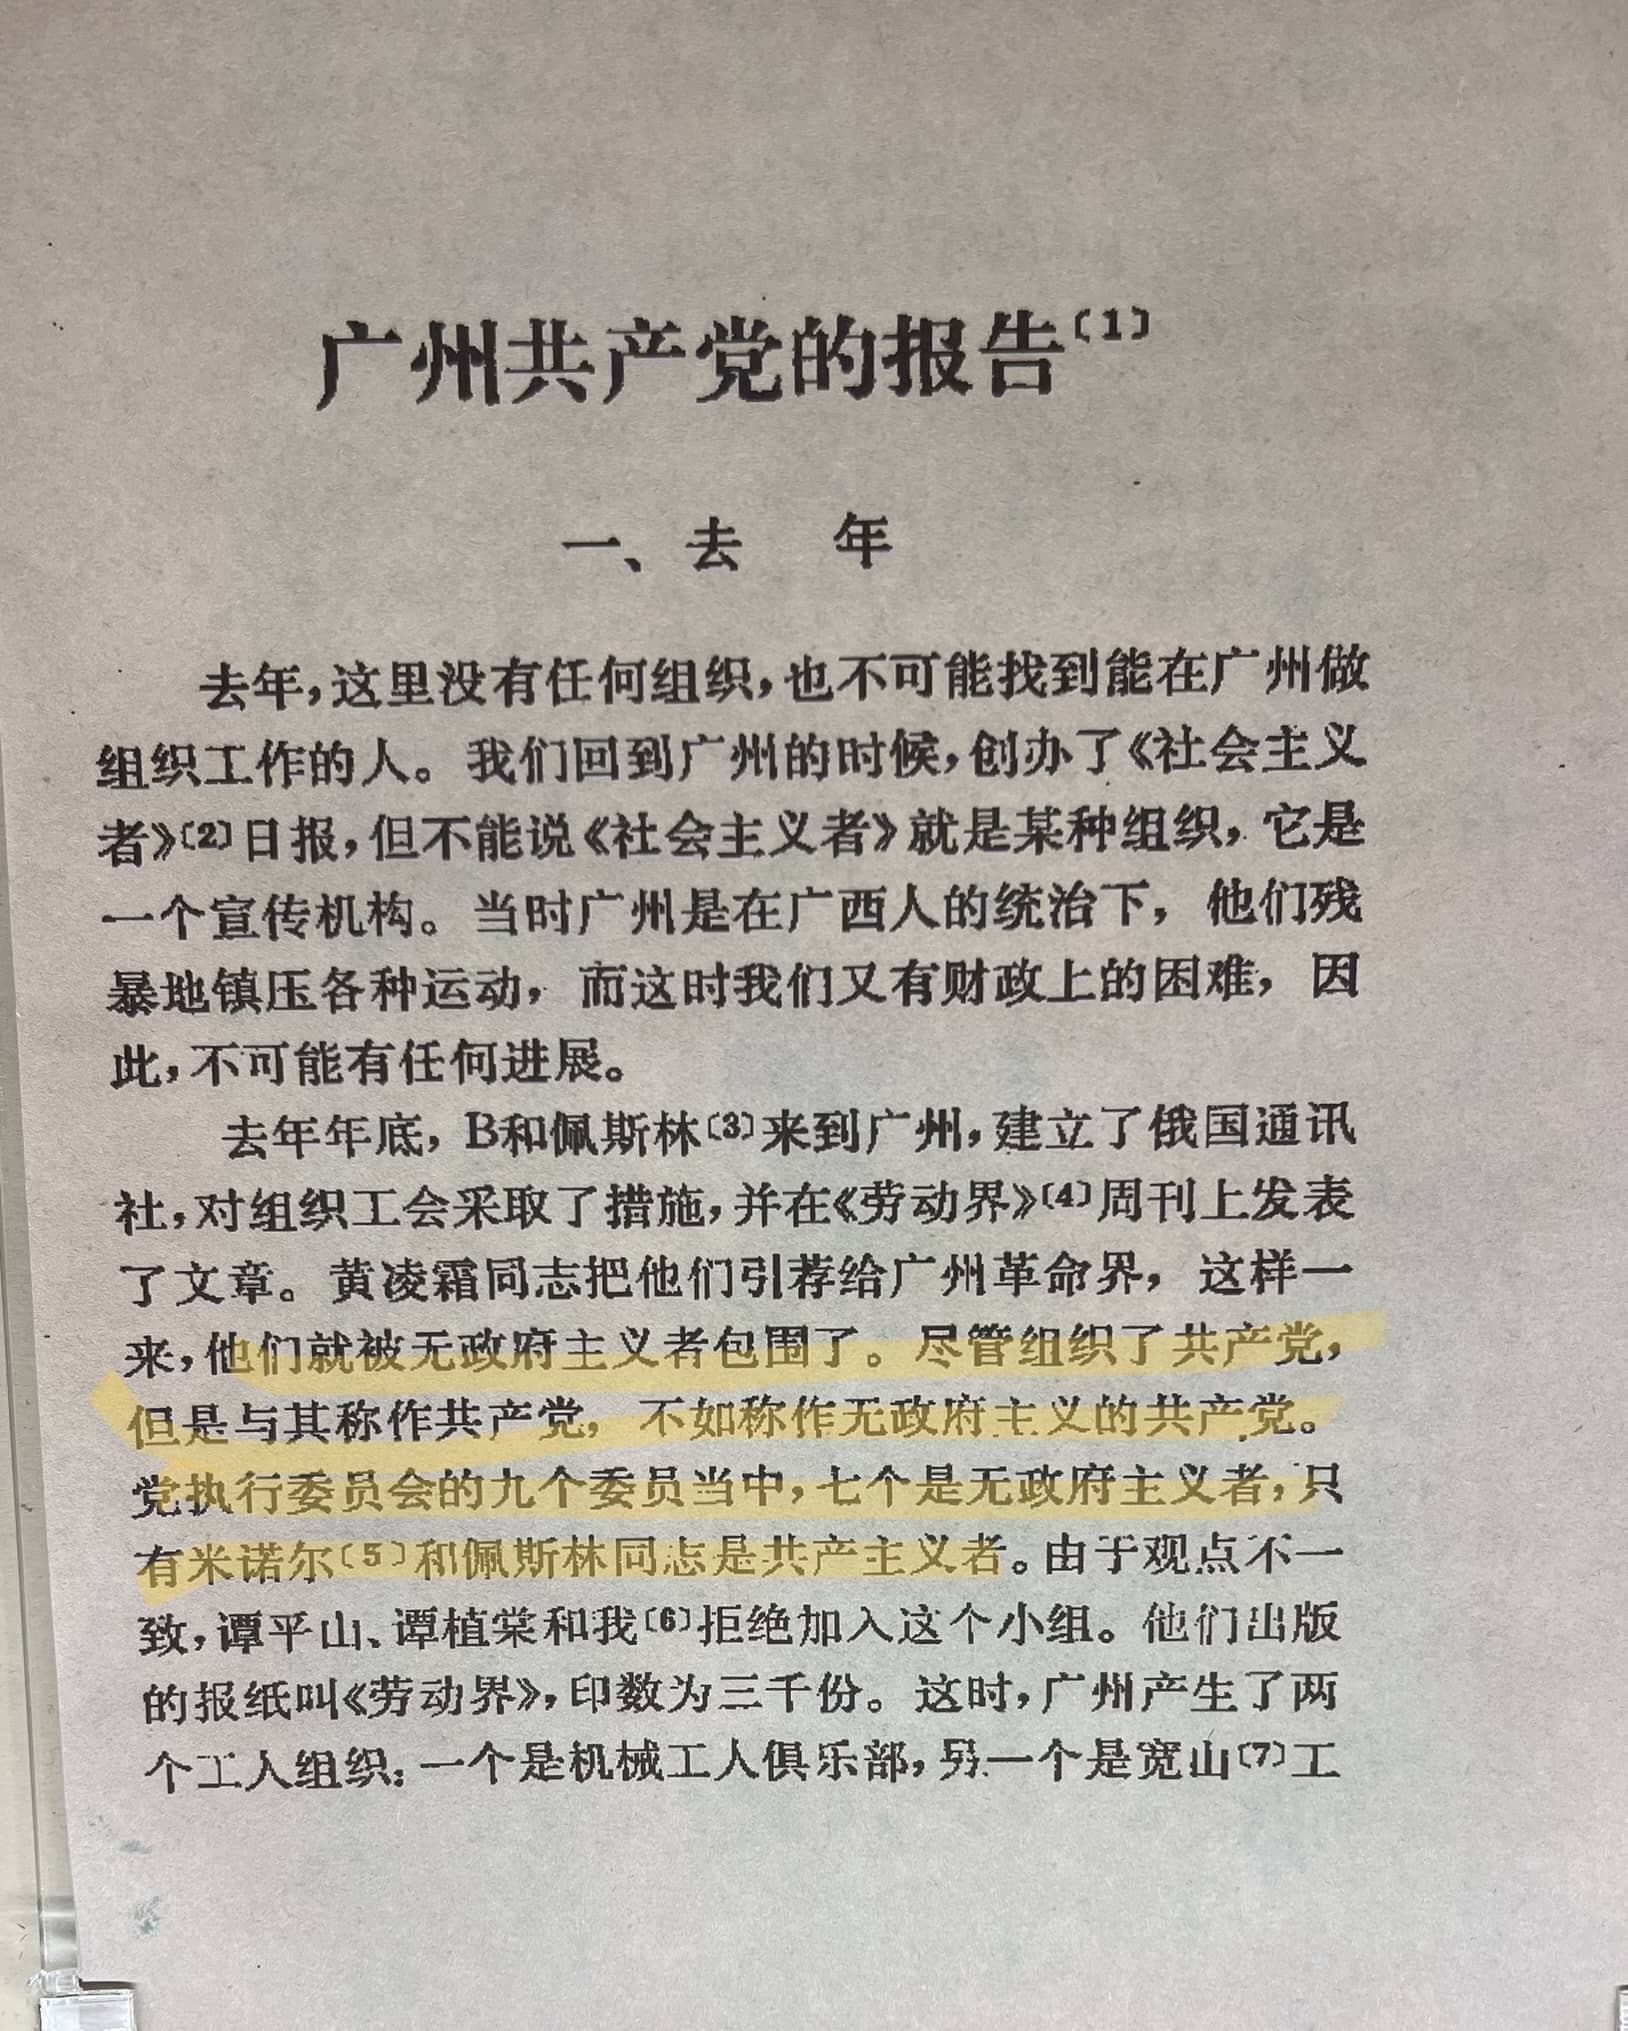 广州共产党的报告〔1〕
一、去 年
去年，这里没有任何组织，也不可能找到能在广州做
组织工作的人。我们回到广州的时候，创办了《社会主义
者》〔2〕日报，但不能说《社会主义者》就是某种组织，它是
一个宣传机构。当时广州是在广西人的统治下，他们残
暴地镇压各种运动，而这时我们又有财政上的困难，因
此，不可能有任何进展。
去年年底，B和佩斯林〔3〕来到广州，建立了俄国通讯
社，对组织工会采取了措施，并在《劳动界》〔4〕周刊上发表
了文章。黄凌霜同志把他们引荐给广州革命界，这样一
来，他们就被无政府主义者包围了。尽管组织了共产党，
但是与其称作共产党，不如称作无政府主义的共产党。
党执行委员会的九个委员当中，七个是无政府主义者，只
有米诺尔〔5〕和佩斯林同志是共产主义者。由于观点不一
致，谭平山、谭植棠和我〔6〕拒绝加入这个小组。他们出版
的报纸叫《劳动界》，印数为三千份。这时，广州产生了两
个工人组织：一个是机械工人俱乐部，另一个是宽山〔7〕工